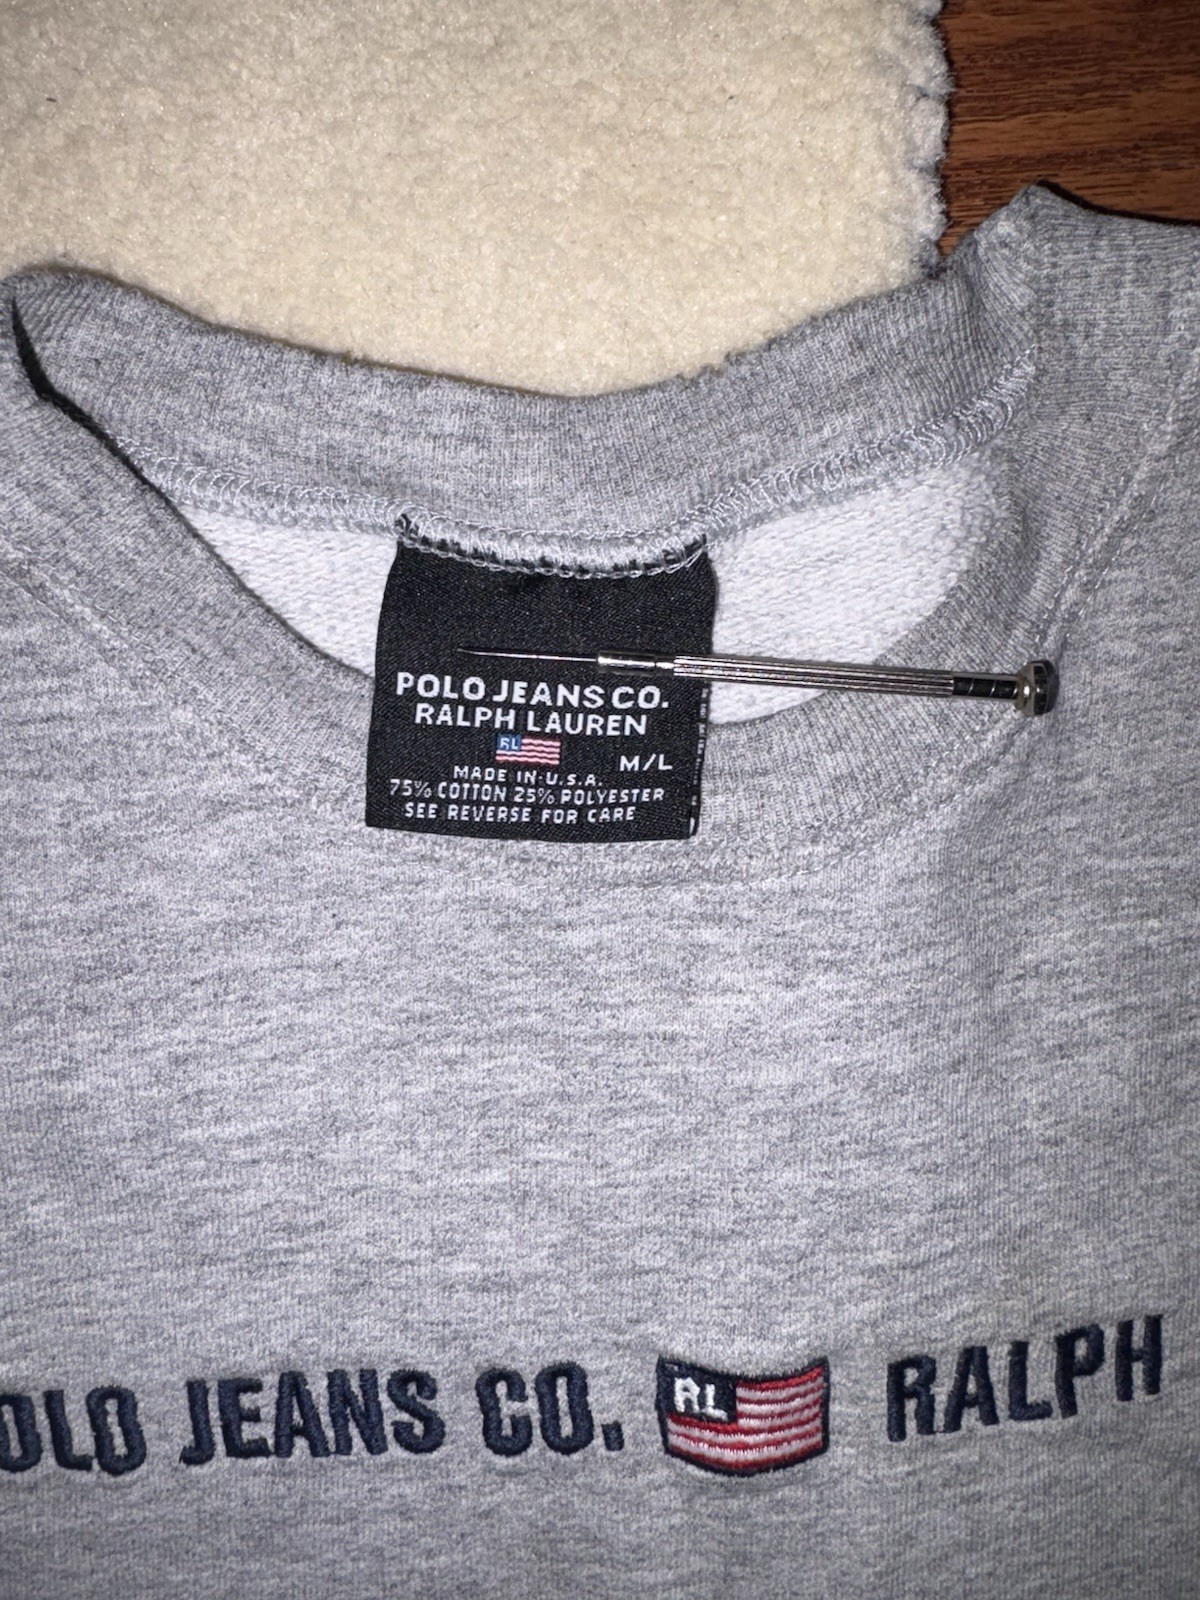 POLO JEANS CO.
RALPH LAUREN
RL
M/L
MADE IN U.S.A.
75% COTTON 25% POLYESTER
SEE REVERSE FOR CARE
OLO JEANS CO. RL RALPH